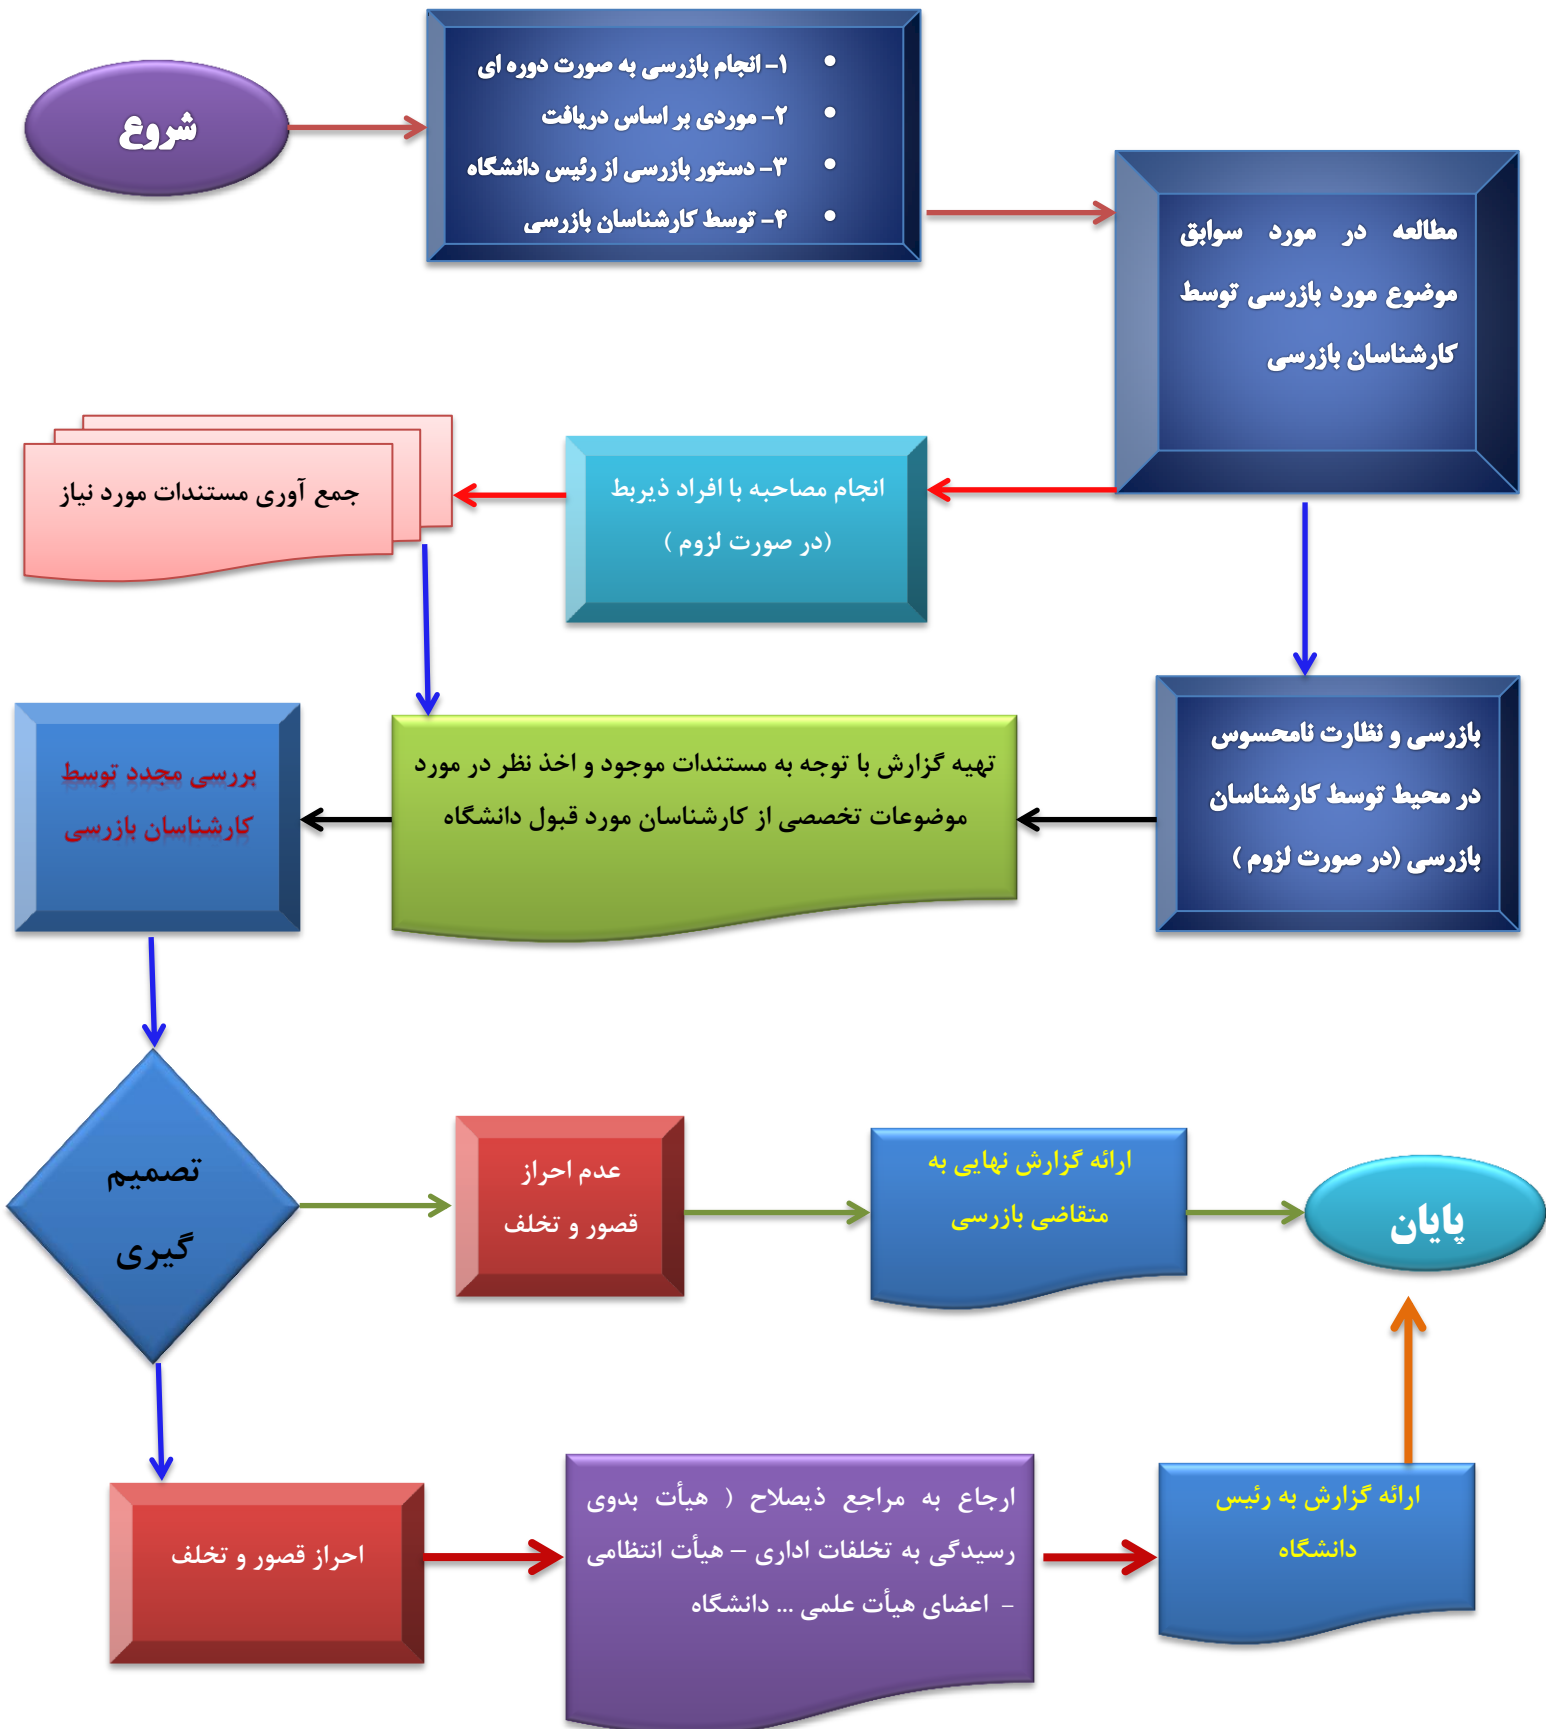 شروع
• ۱- انجام بازرسی به صورت دوره ای
• ۲- موردی بر اساس دریافت
• ۳- دستور بازرسی از رئیس دانشگاه
• ۴- توسط کارشناسان بازرسی
مطالعه در مورد سوابق
موضوع مورد بازرسی توسط
کارشناسان بازرسی
انجام مصاحبه با افراد ذیربط
(در صورت لزوم )
جمع آوری مستندات مورد نیاز
بازرسی و نظارت نامحسوس
در محیط توسط کارشناسان
بازرسی (در صورت لزوم )
تهیه گزارش با توجه به مستندات موجود و اخذ نظر در مورد
موضوعات تخصصی از کارشناسان مورد قبول دانشگاه
بررسی مجدد توسط
کارشناسان بازرسی
تصمیم
گیری
عدم احراز
قصور و تخلف
ارائه گزارش نهایی به
متقاضی بازرسی
پایان
احراز قصور و تخلف
ارجاع به مراجع ذیصلاح ( هیأت بدوی
رسیدگی به تخلفات اداری – هیأت انتظامی
- اعضای هیأت علمی ... دانشگاه
ارائه گزارش به رئیس
دانشگاه